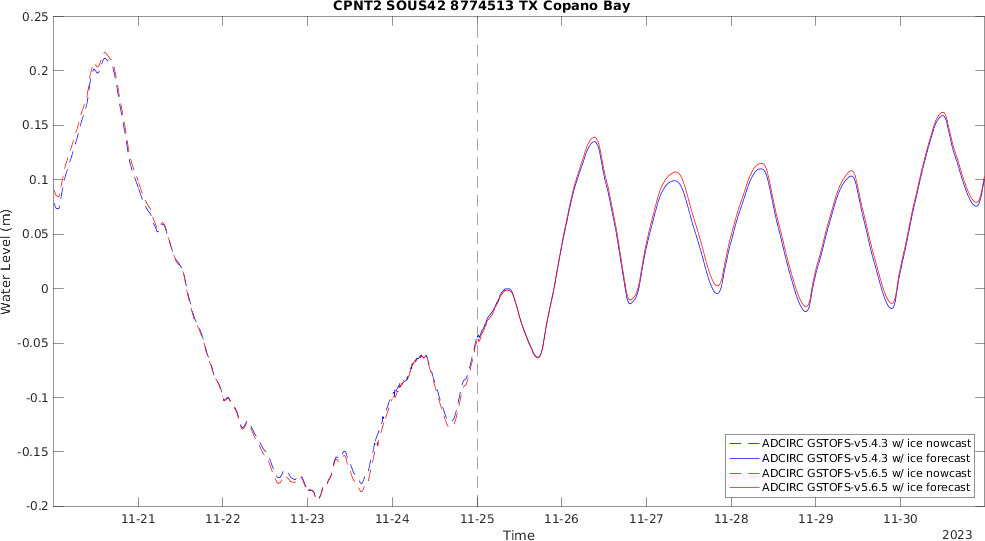 CPNT2 SOUS42 8774513 TX Copano Bay
0.25
0.2
0.15
0.1
0.05
0
-0.05
-0.1
-0.15
-0.2
Water Level (m)
11-21 11-22 11-23 11-24 11-25 11-26 11-27 11-28 11-29 11-30
Time
2023
ADCIRC GSTOFS-v5.4.3 w/ ice nowcast
ADCIRC GSTOFS-v5.4.3 w/ ice forecast
ADCIRC GSTOFS-v5.6.5 w/ ice nowcast
ADCIRC GSTOFS-v5.6.5 w/ ice forecast